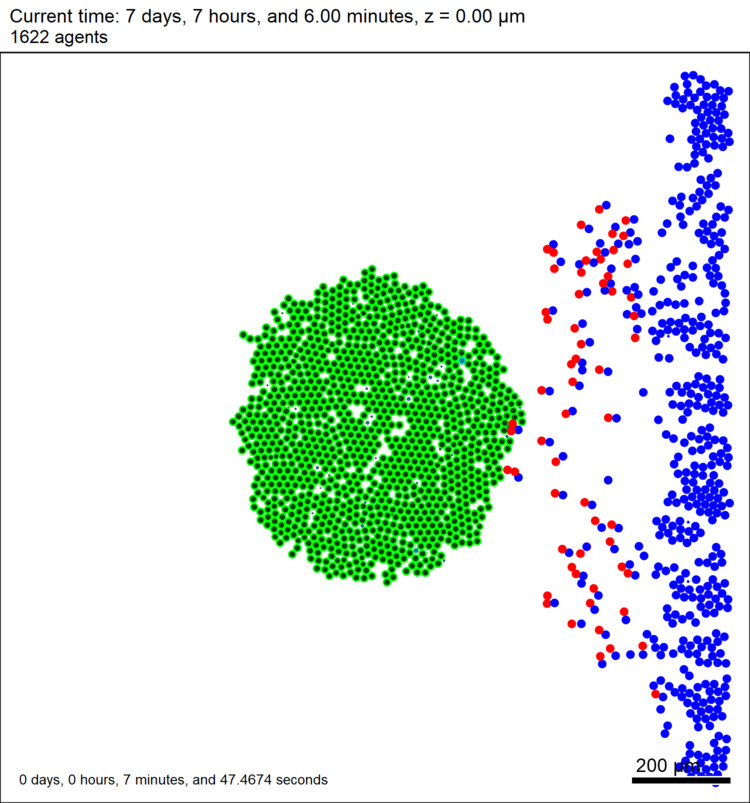 Current time: 7 days, 7 hours, and 6.00 minutes, z = 0.00 μm
1622 agents
200 μm
0 days, 0 hours, 7 minutes, and 47.4674 seconds